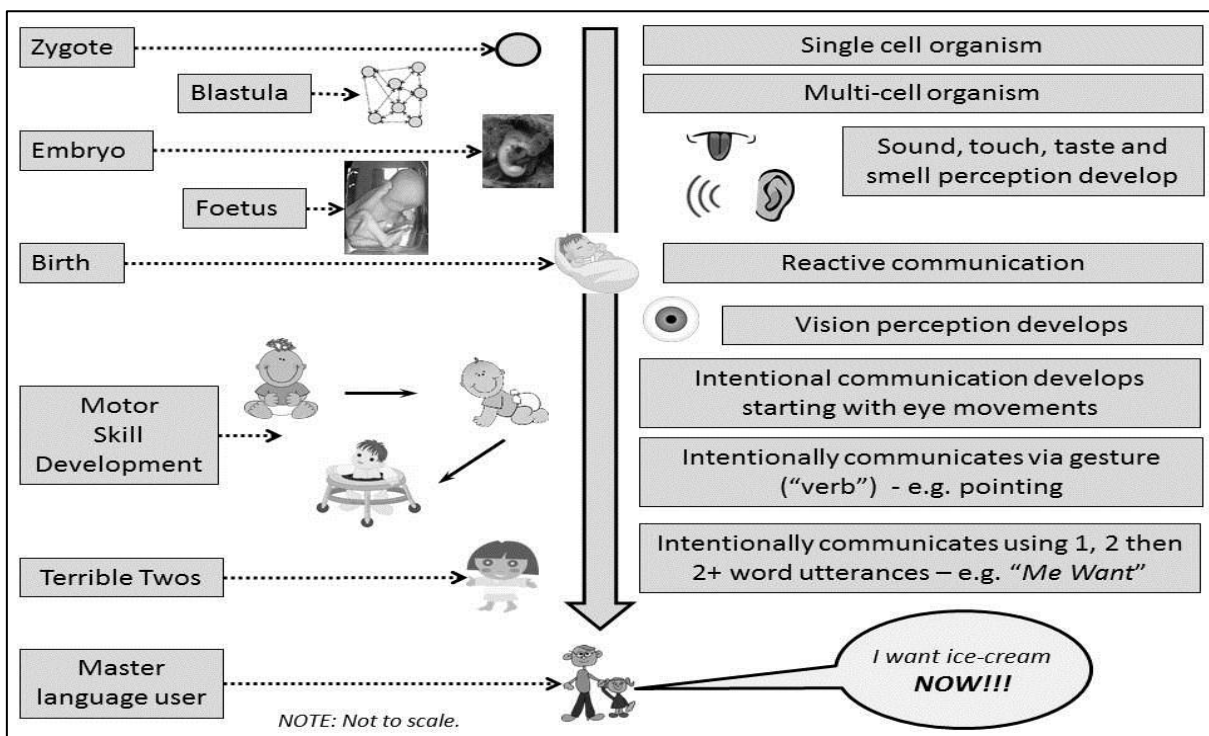 Zygote
Single cell organism
Blastula
Multi-cell organism
Embryo
Sound, touch, taste and
smell perception develop
Foetus
Birth
Reactive communication
Vision perception develops
Motor
Skill
Development
Intentional communication develops
starting with eye movements
Intentionally communicates via gesture
(“verb”) - e.g. pointing
Terrible Twos
Intentionally communicates using 1, 2 then
2+ word utterances – e.g. “Me Want”
Master
language user
I want ice-cream
NOW!!!
NOTE: Not to scale.